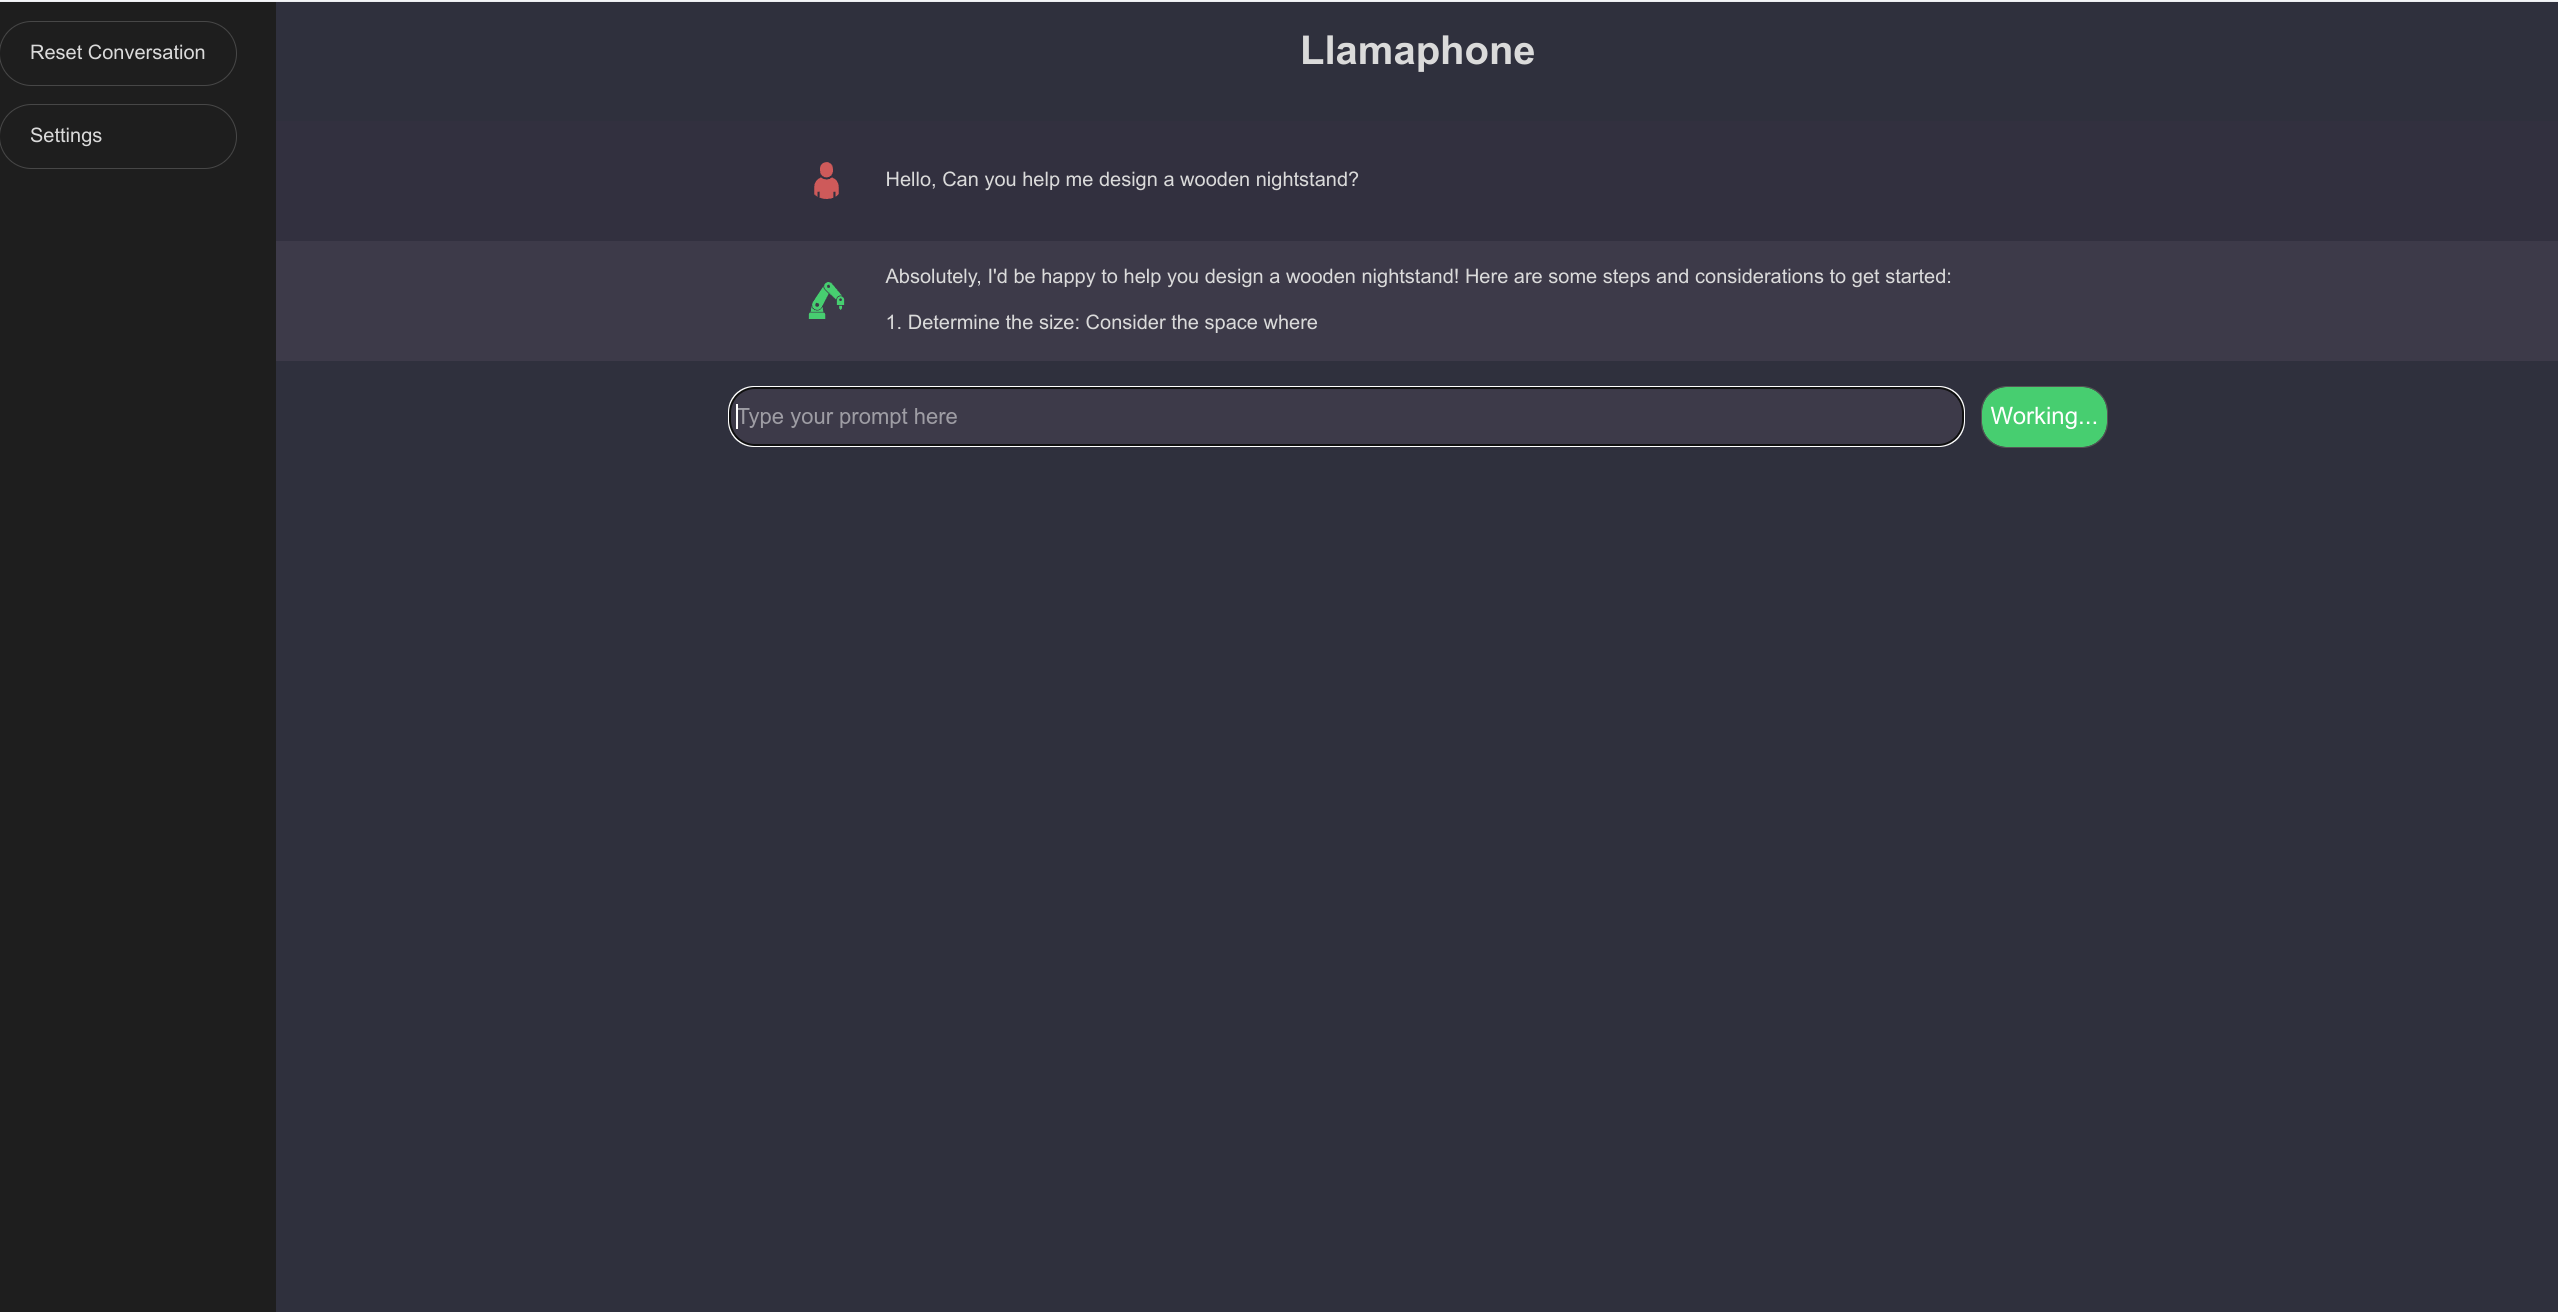 Reset Conversation
Settings
Llamaphone
Hello, Can you help me design a wooden nightstand?
Absolutely, I'd be happy to help you design a wooden nightstand! Here are some steps and considerations to get started:
1. Determine the size: Consider the space where
Type your prompt here
Working...